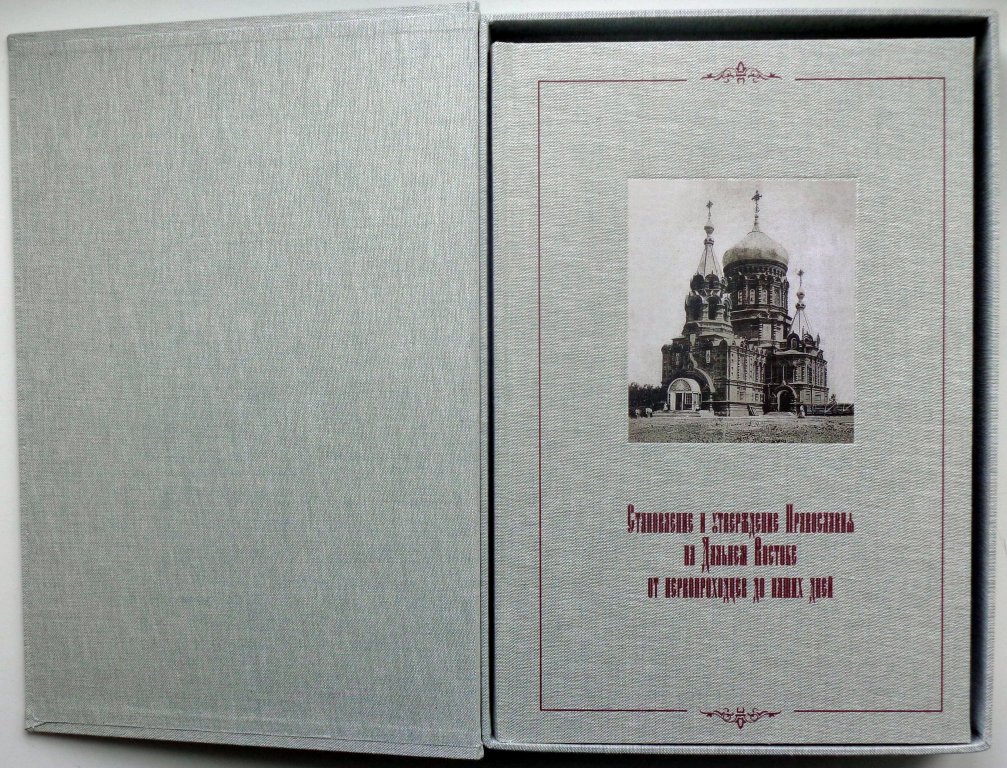 Становление и утверждение Православия
на Дальнем Востоке
от первопроходцев до наших дней